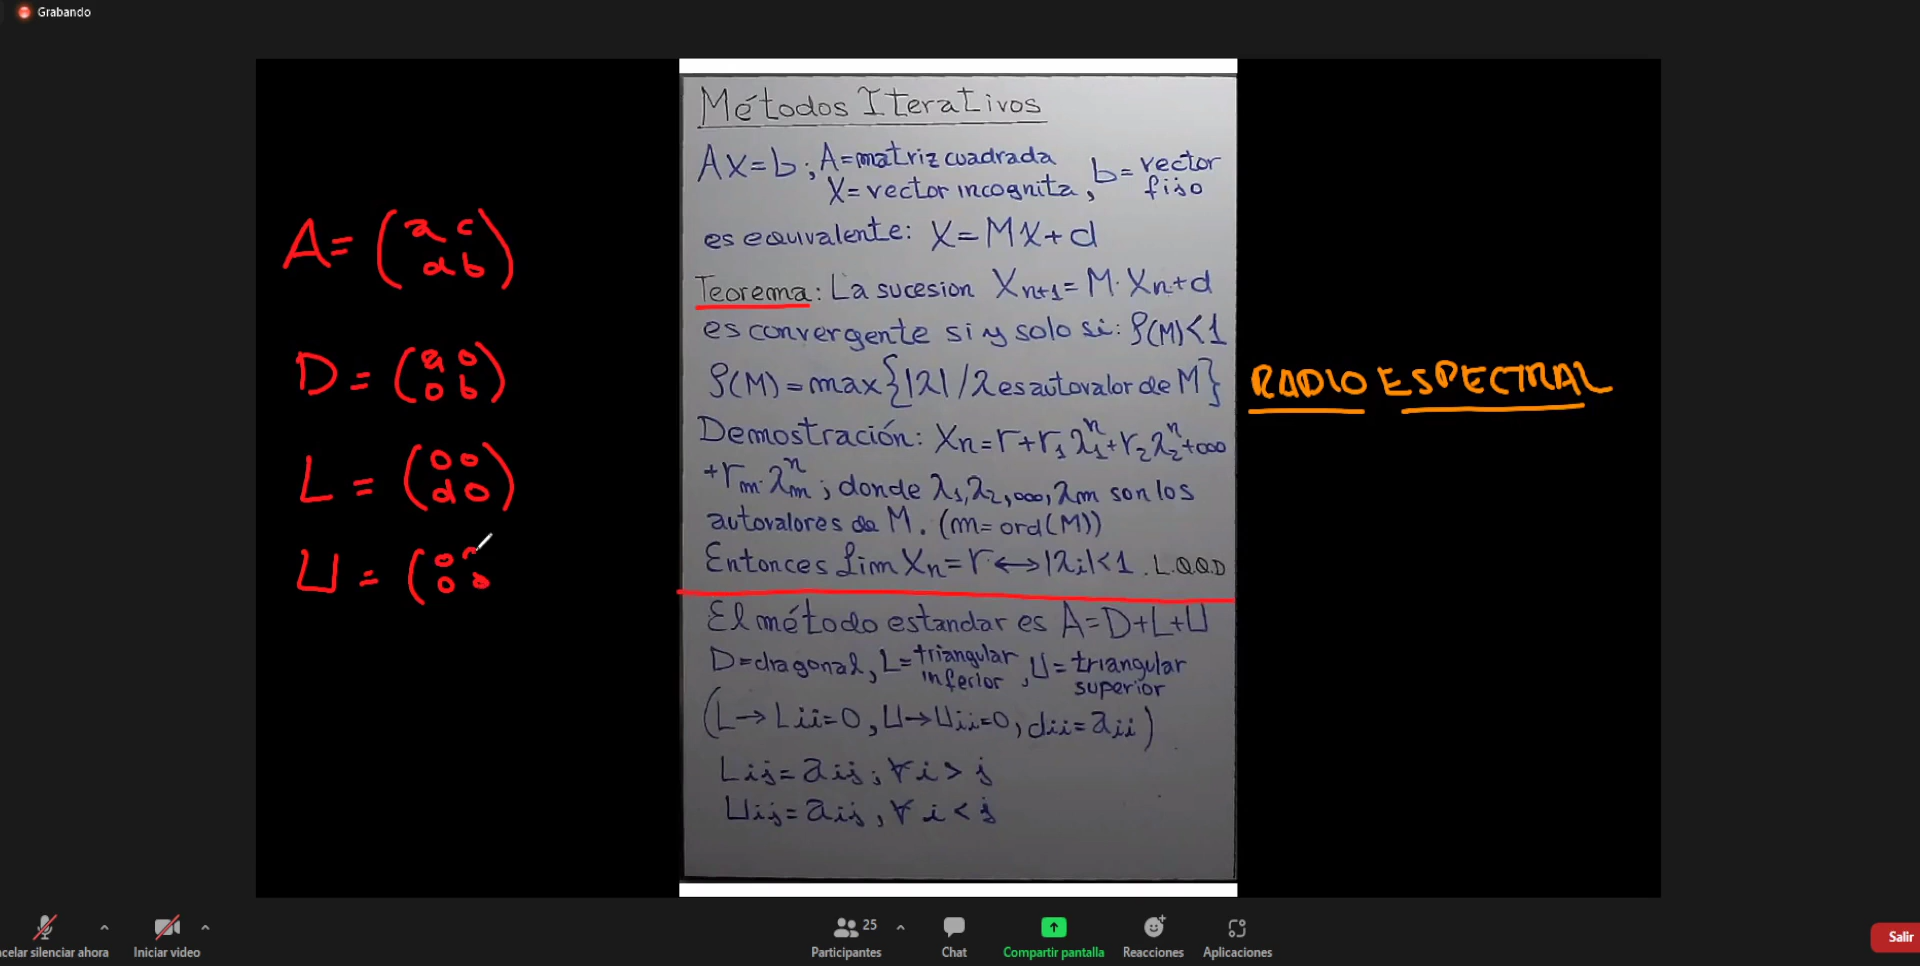 Grabando
Métodos Iterativos
AX=b; A=matriz cuadrada
X=vector incognita, b=vector fijo
es equivalente: X=MX+d
Teorema: La sucesion Xn+1=M·Xn+d
es convergente si y solo si: ρ(M)<1
ρ(M)=max{|λ|/λ es autovalor de M}
RADIO ESPECTRAL
Demostración: Xn=r+r1λ1^n+r2λ2^n+ooo
+rm·λm^n; donde λ1,λ2,ooo,λm son los
autovalores de M. (m=ord(M))
Entonces Lim Xn=r↔|λi|<1. L.Q.Q.D
El método estandar es A=D+L+U
D=diagonal, L=triangular inferior, U=triangular superior
(L→Lii=0, U→Uii=0, dii=aii)
Lij=aij; ∀i>j
Uij=aij, ∀i<j
A=(a c
d b)
D=(a 0
0 b)
L=(0 0
d 0)
U=(0
0 0
celar silenciar ahora
Iniciar video
25
Participantes
Chat
Compartir pantalla
Reacciones
Aplicaciones
Salir